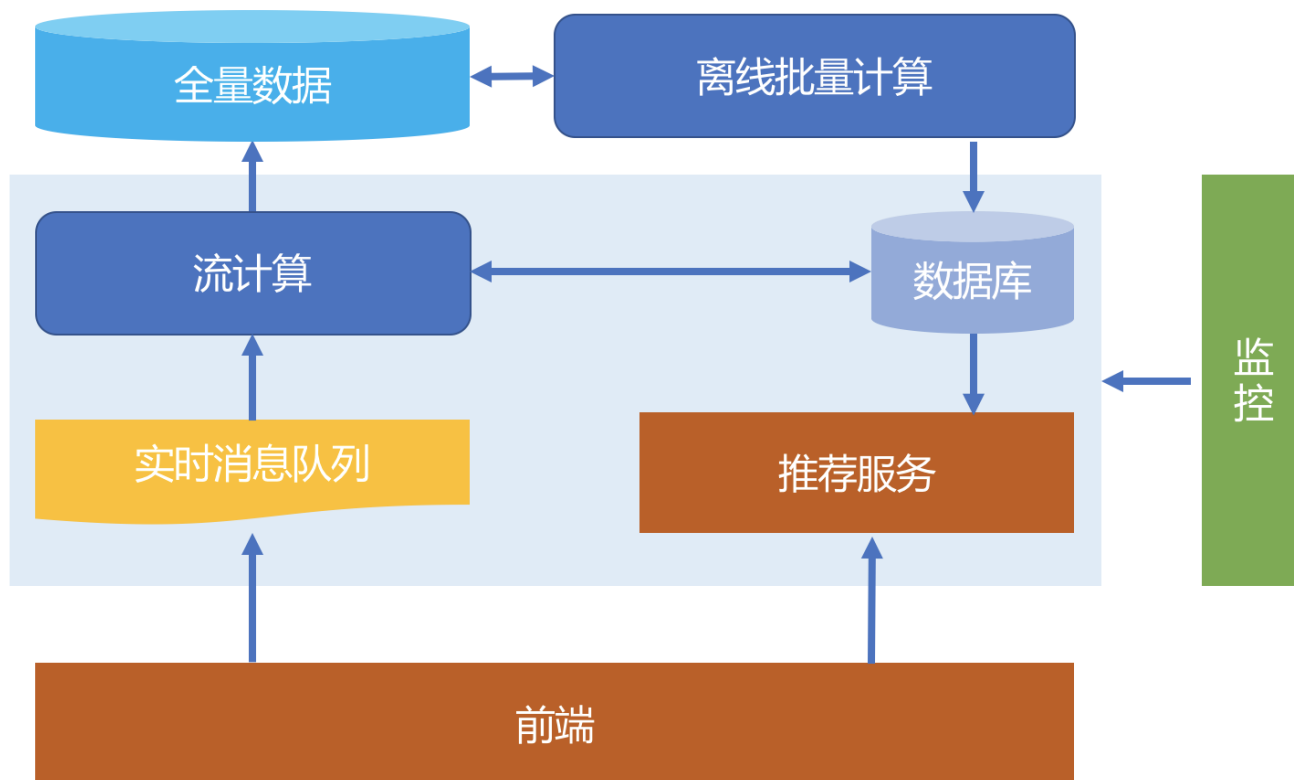 全量数据
离线批量计算
流计算
数据库
监控
实时消息队列
推荐服务
前端